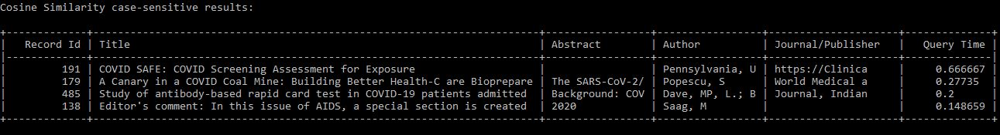 Cosine Similarity case-sensitive results:
| Record Id | Title | Abstract | Author | Journal/Publisher | Query Time |
| 191 | COVID SAFE: COVID Screening Assessment for Exposure | | Pennsylvania, U | https://Clinica | 0.666667 |
| 179 | A Canary in a COVID Coal Mine: Building Better Health-C are Bioprepare | The SARS-CoV-2/ | Popescu, S | World Medical a | 0.27735 |
| 485 | Study of antibody-based rapid card test in COVID-19 patients admitted | Background: COV | Dave, MP, L.; B | Journal, Indian | 0.2 |
| 138 | Editor's comment: In this issue of AIDS, a special section is created | 2020 | Saag, M | | 0.148659 |